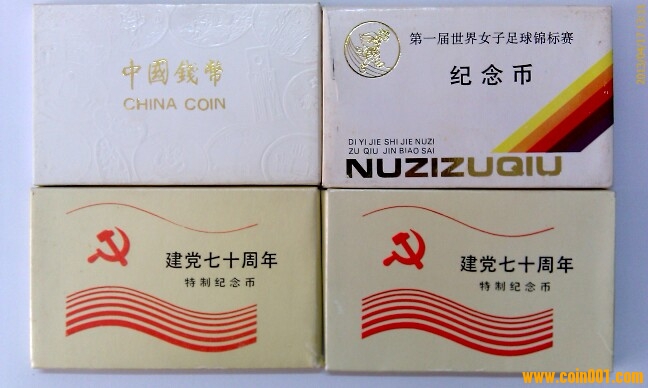 中國錢幣
CHINA COIN
第一届世界女子足球锦标赛
纪念币
DI YI JIE SHI JIE NUZI
ZU QIU JIN BIAO SAI
NUZIZUQIU
建党七十周年
特制纪念币
建党七十周年
特制纪念币
www.coin001.com